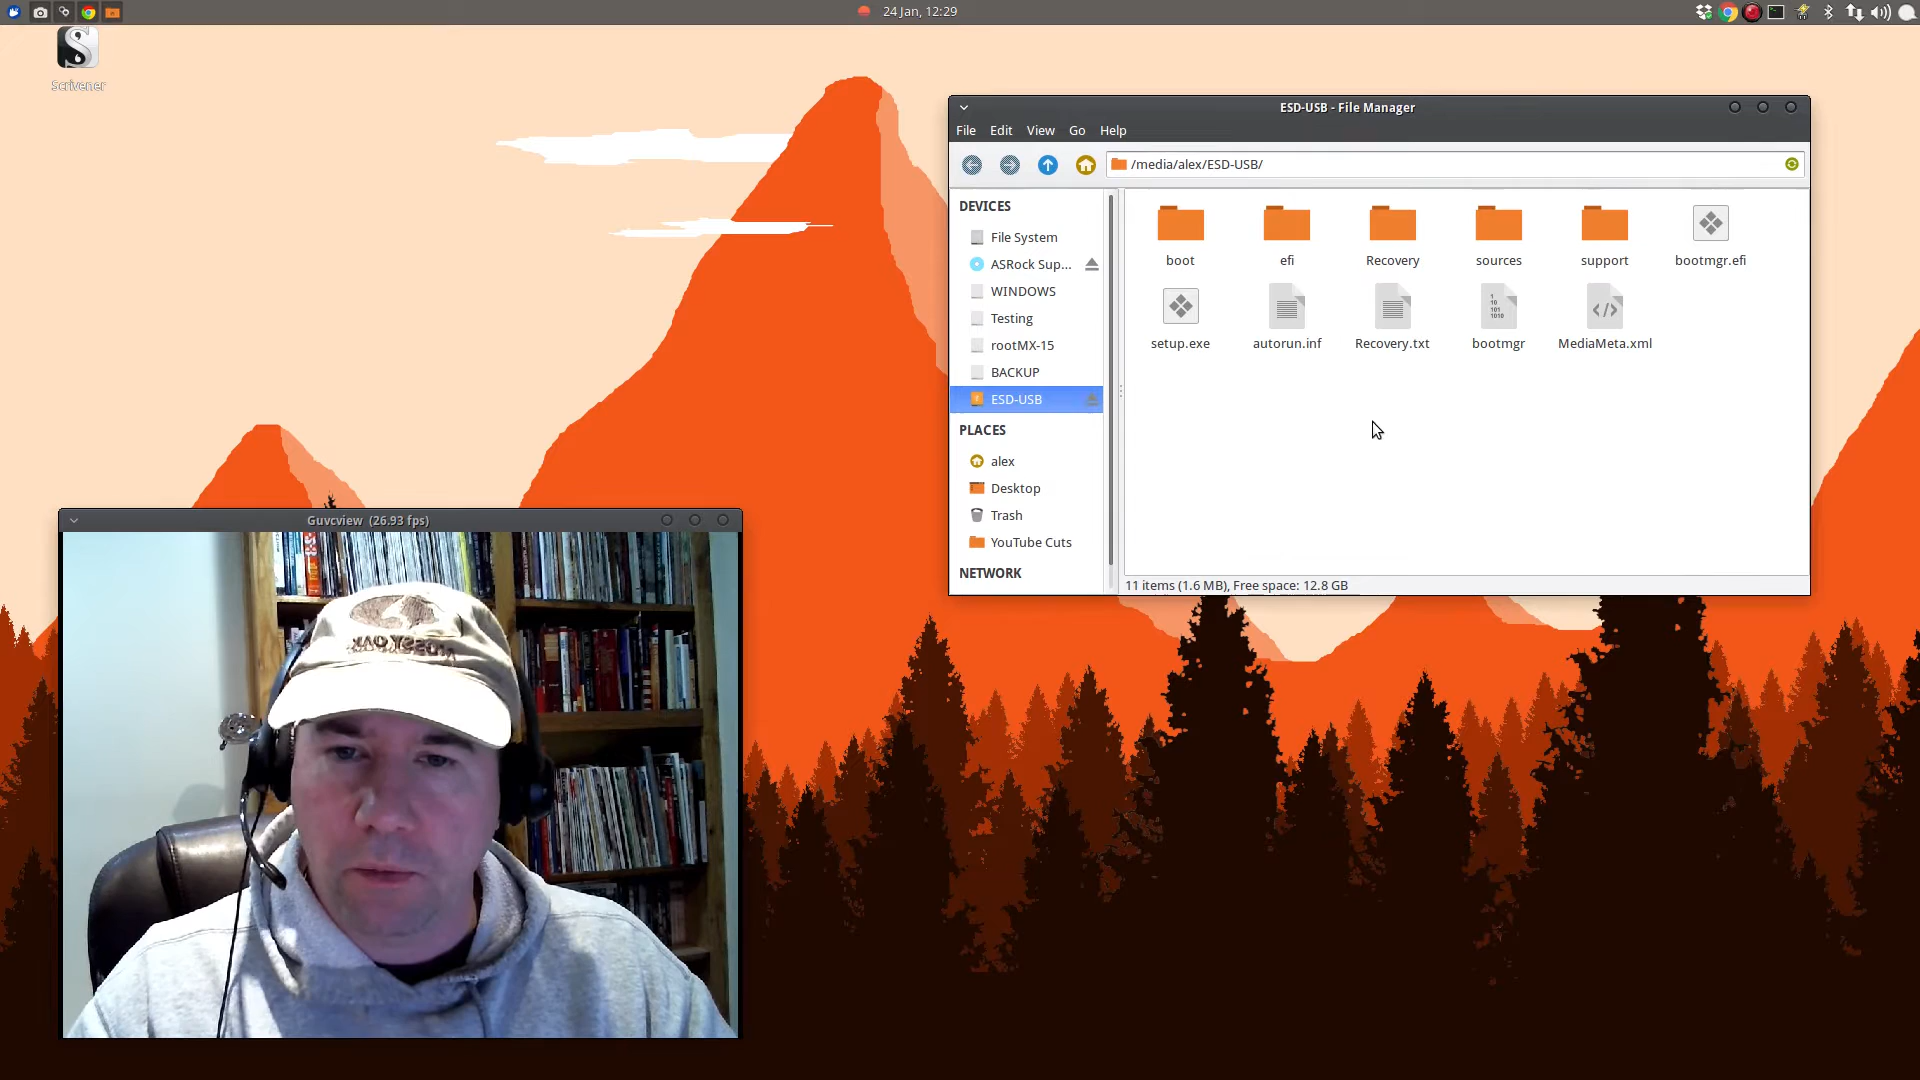 24 Jan, 12:29
Scrivener
ESD-USB - File Manager
File Edit View Go Help
/media/alex/ESD-USB/
DEVICES
File System
ASRock Sup...
WINDOWS
Testing
rootMX-15
BACKUP
ESD-USB
PLACES
alex
Desktop
Trash
YouTube Cuts
NETWORK
boot efi Recovery sources support bootmgr.efi
setup.exe autorun.inf Recovery.txt bootmgr MediaMeta.xml
11 items (1.6 MB), Free space: 12.8 GB
Guvcview (26.93 fps)
MOSSY OAK